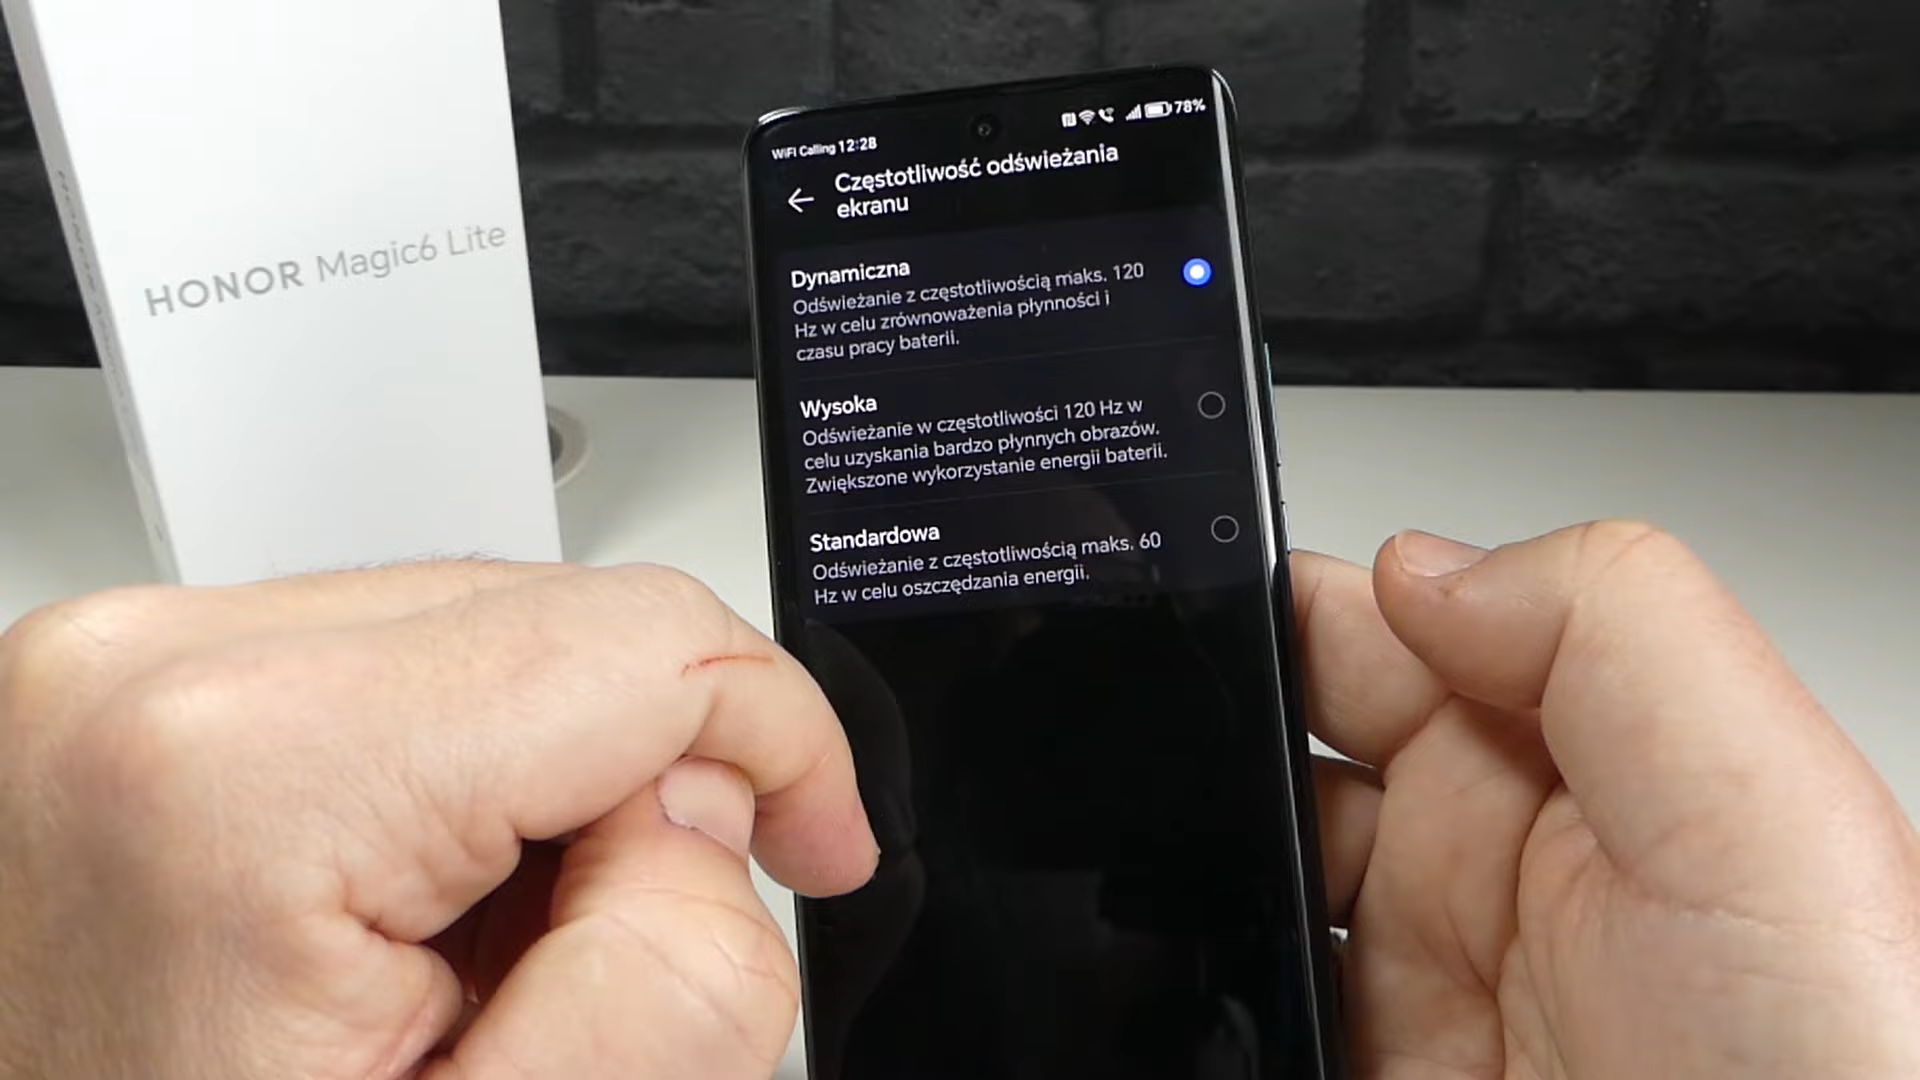 HONOR Magic6 Lite
WiFi Calling 12:28
78%
Częstotliwość odświeżania
ekranu
Dynamiczna
Odświeżanie z częstotliwością maks. 120
Hz w celu zrównoważenia płynności i
czasu pracy baterii.
Wysoka
Odświeżanie w częstotliwości 120 Hz w
celu uzyskania bardzo płynnych obrazów.
Zwiększone wykorzystanie energii baterii.
Standardowa
Odświeżanie z częstotliwością maks. 60
Hz w celu oszczędzania energii.